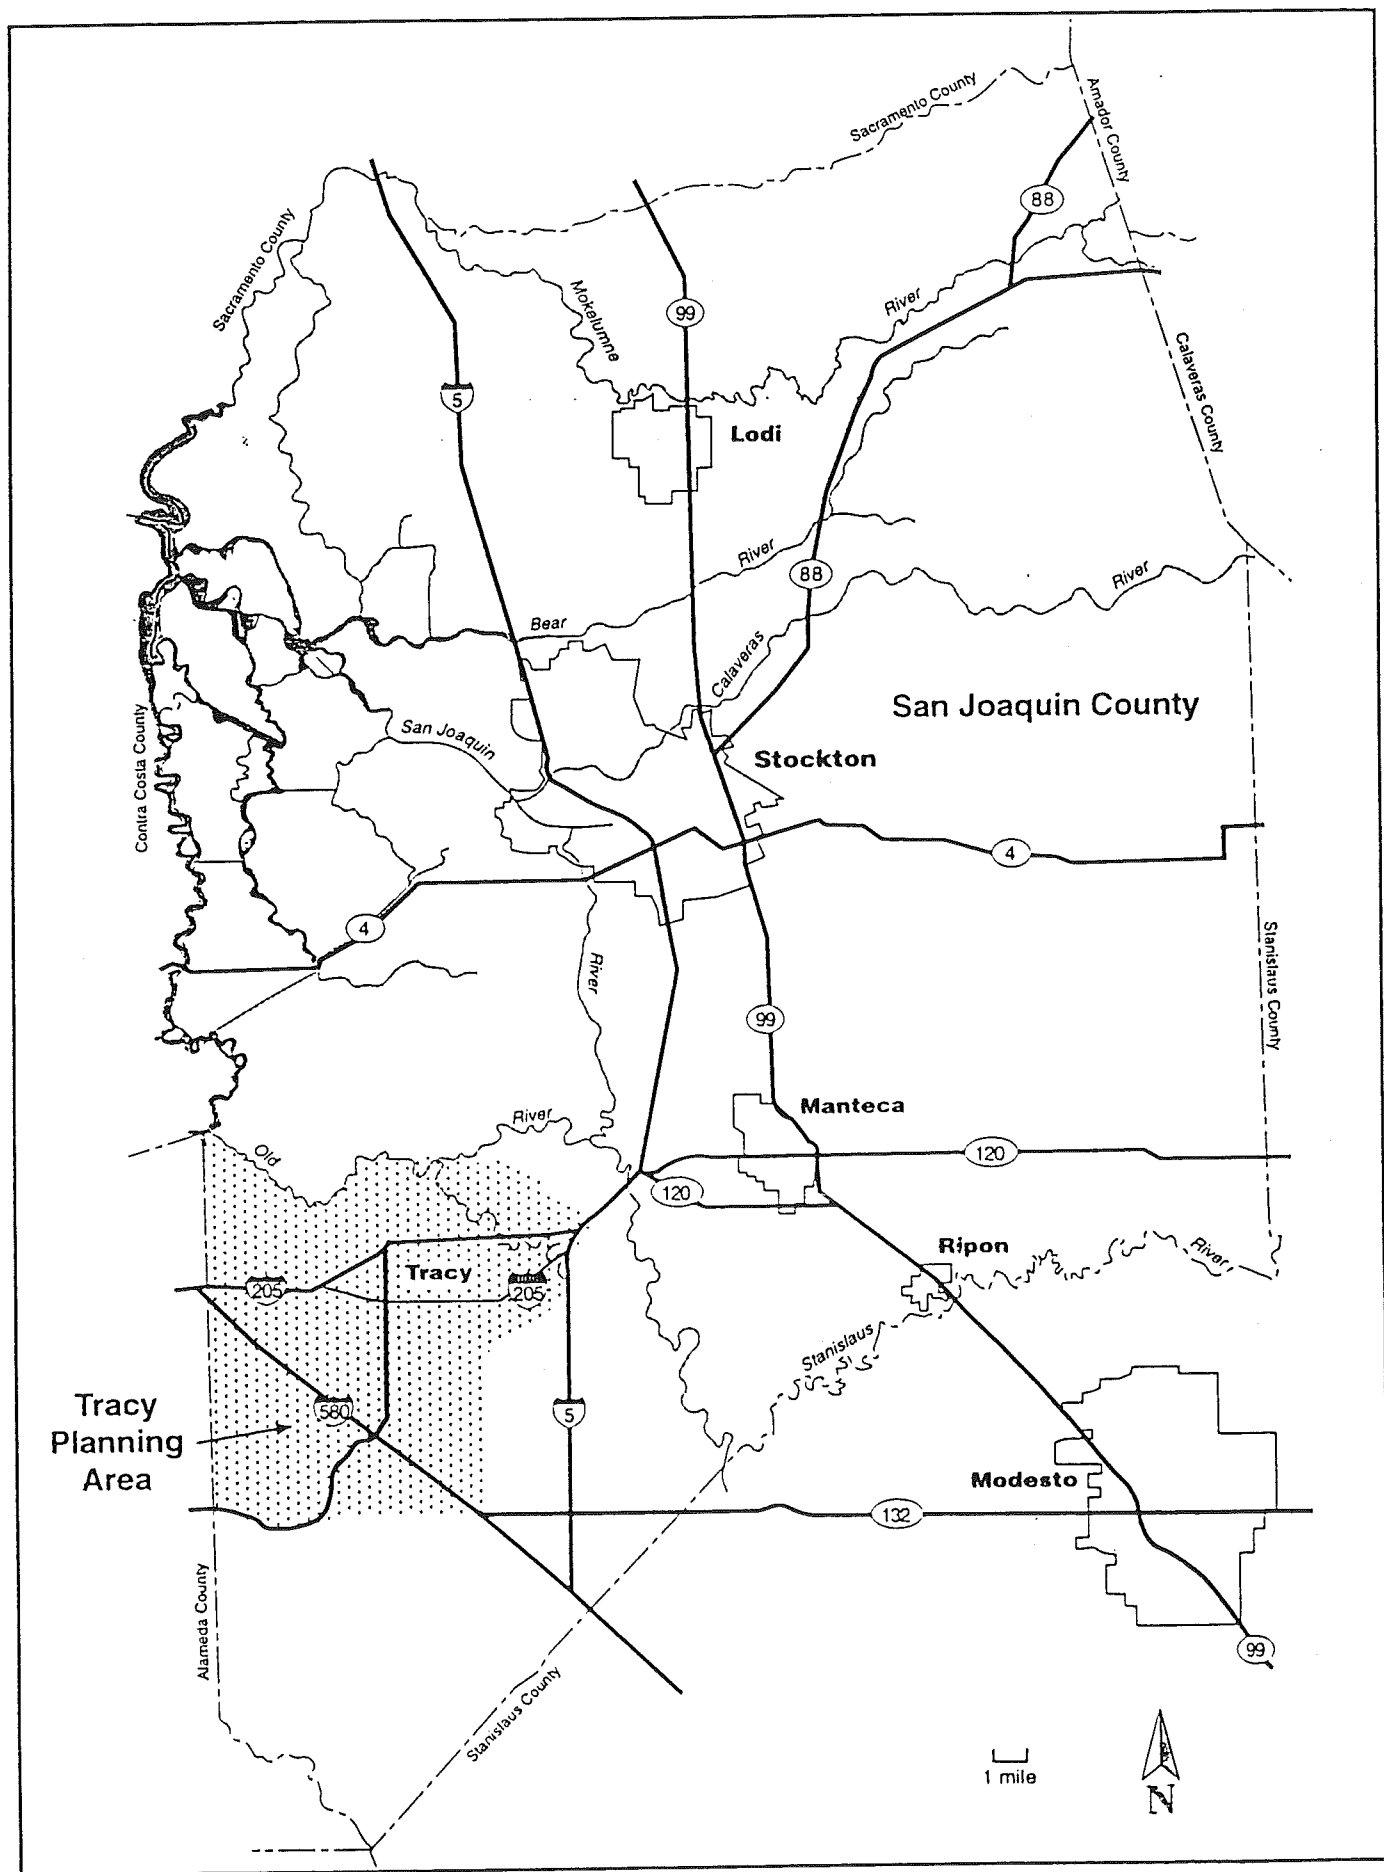 Sacramento County
Amador County
88
Sacramento County
Mokelumne
River
99
5
Calaveras County
Lodi
River
88
River
Bear
Calaveras
San Joaquin County
Contra Costa County
San Joaquin
Stockton
4
4
River
Stanislaus County
99
Manteca
River
Old
120
120
Ripon
River
Tracy
205
205
Stanislaus
Tracy
Planning
Area
580
5
Modesto
132
Alameda County
Stanislaus County
99
1 mile
N